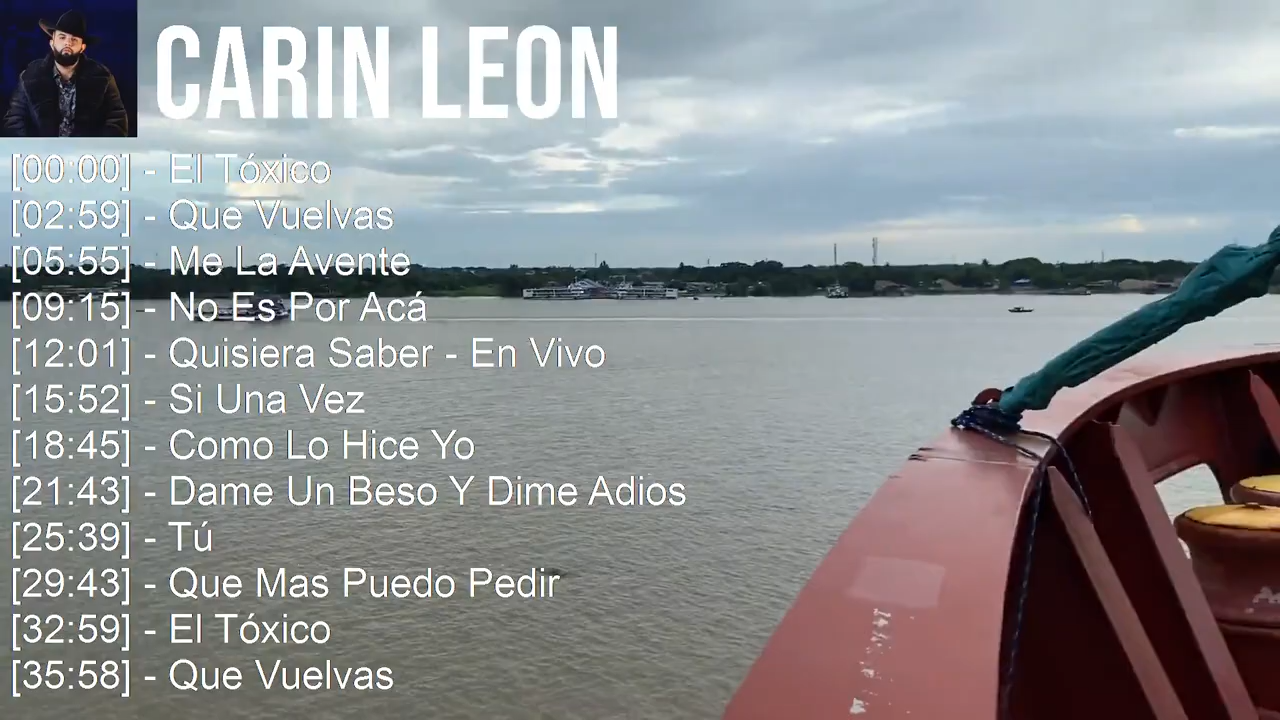 CARIN LEON
[00:00] - El Tóxico
[02:59] - Que Vuelvas
[05:55] - Me La Avente
[09:15] - No Es Por Acá
[12:01] - Quisiera Saber - En Vivo
[15:52] - Si Una Vez
[18:45] - Como Lo Hice Yo
[21:43] - Dame Un Beso Y Dime Adios
[25:39] - Tú
[29:43] - Que Mas Puedo Pedir
[32:59] - El Tóxico
[35:58] - Que Vuelvas